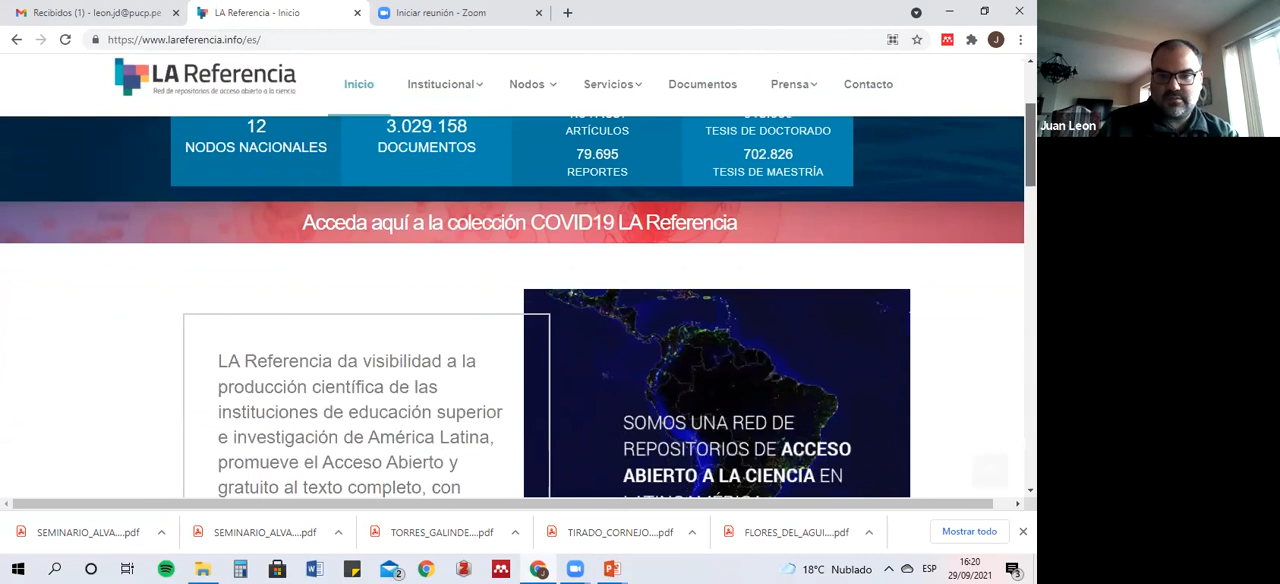 Recibidos (1) - leon.jd@pucp.pe
LA Referencia - Inicio
Iniciar reunión - Zoom
https://www.lareferencia.info/es/
J
LA Referencia
Red de repositorios de acceso abierto a la ciencia
Inicio
Institucional
Nodos
Servicios
Documentos
Prensa
Contacto
12
NODOS NACIONALES
3.029.158
DOCUMENTOS
ARTÍCULOS
79.695
REPORTES
TESIS DE DOCTORADO
702.826
TESIS DE MAESTRÍA
Acceda aquí a la colección COVID19 LA Referencia
LA Referencia da visibilidad a la
producción científica de las
instituciones de educación superior
e investigación de América Latina,
promueve el Acceso Abierto y
gratuito al texto completo, con
SOMOS UNA RED DE
REPOSITORIOS DE ACCESO
ABIERTO A LA CIENCIA EN
LATINOAMÉRICA
Juan Leon
SEMINARIO_ALVA....pdf
SEMINARIO_ALVA....pdf
TORRES_GALINDE....pdf
TIRADO_CORNEJO....pdf
FLORES_DEL_AGUI....pdf
Mostrar todo
18°C Nublado
ESP
16:20
29/09/2021